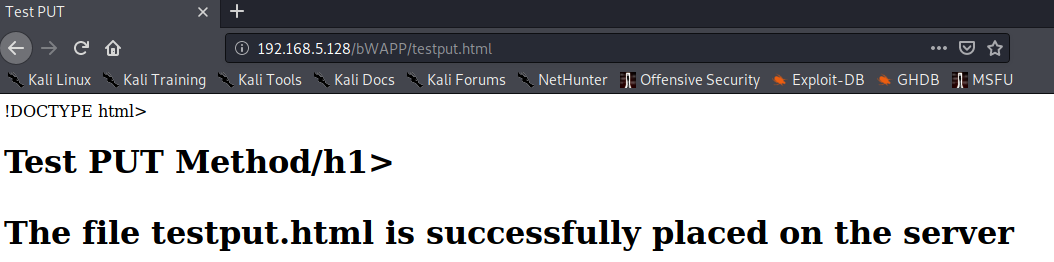 Test PUT
192.168.5.128/bWAPP/testput.html
Kali Linux Kali Training Kali Tools Kali Docs Kali Forums NetHunter Offensive Security Exploit-DB GHDB MSFU
!DOCTYPE html>
Test PUT Method/h1>
The file testput.html is successfully placed on the server